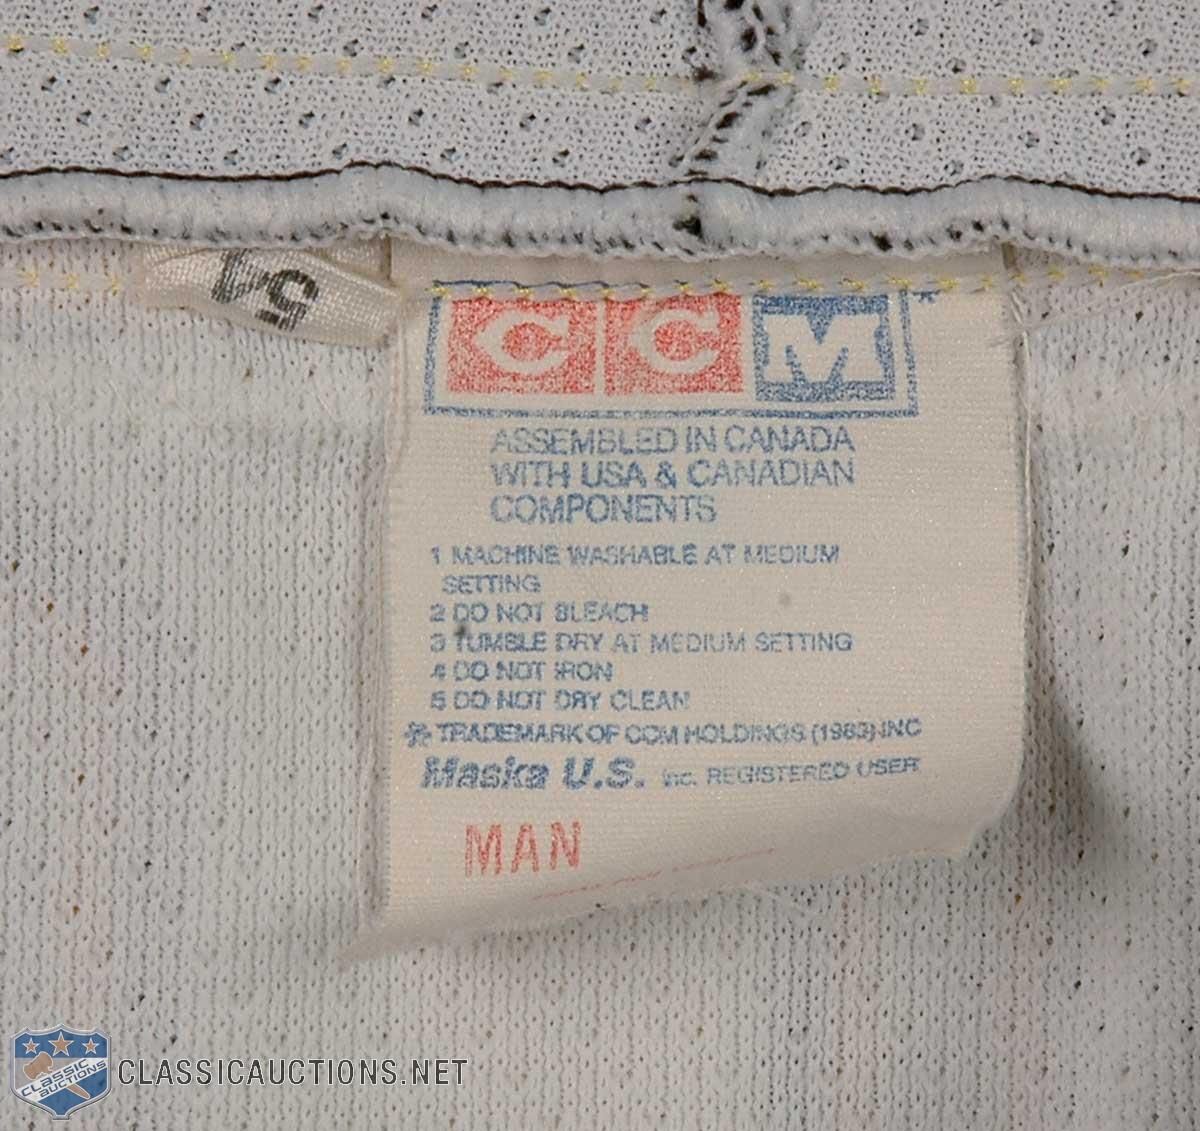 54
CCM*
ASSEMBLED IN CANADA
WITH USA & CANADIAN
COMPONENTS
1 MACHINE WASHABLE AT MEDIUM
SETTING
2 DO NOT BLEACH
3 TUMBLE DRY AT MEDIUM SETTING
4 DO NOT IRON
5 DO NOT DRY CLEAN
* TRADEMARK OF CCM HOLDINGS (1983) INC
Maska U.S. Inc. REGISTERED USER
MAN
CLASSIC
AUCTIONS
CLASSICAUCTIONS.NET